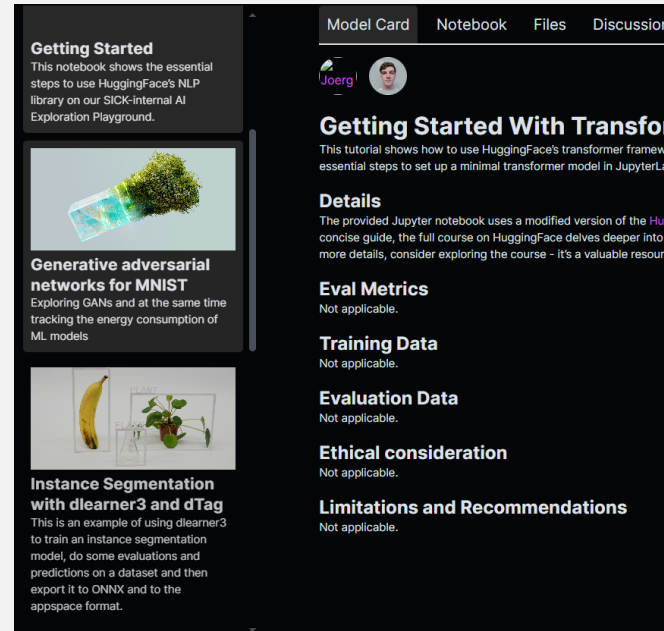 Getting Started
This notebook shows the essential
steps to use HuggingFace's NLP
library on our SICK-internal AI
Exploration Playground.
Generative adversarial
networks for MNIST
Exploring GANs and at the same time
tracking the energy consumption of
ML models
PLANT
Instance Segmentation
with dlearner3 and dTag
This is an example of using dlearner3
to train an instance segmentation
model, do some evaluations and
predictions on a dataset and then
export it to ONNX and to the
appspace format.
Model Card Notebook Files Discussion
Joerg
Getting Started With Transfor
This tutorial shows how to use HuggingFace's transformer framew
essential steps to set up a minimal transformer model in JupyterLa
Details
The provided Jupyter notebook uses a modified version of the Hu
concise guide, the full course on HuggingFace delves deeper into
more details, consider exploring the course - it's a valuable resour
Eval Metrics
Not applicable.
Training Data
Not applicable.
Evaluation Data
Not applicable.
Ethical consideration
Not applicable.
Limitations and Recommendations
Not applicable.